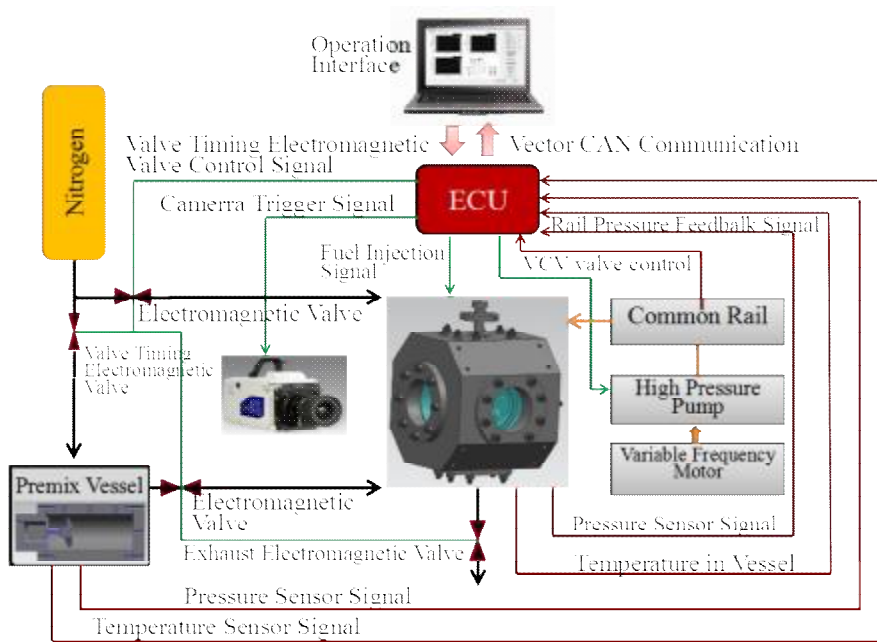 Operation
Interface
Nitrogen
Valve Timing Electromagnetic
Valve Control Signal
Vector CAN Communication
ECU
Camerra Trigger Signal
Rail Pressure Feedbalk Signal
Fuel Injection
Signal
VCV valve control
Electromagnetic Valve
Common Rail
Valve Timing
Electromagnetic
Valve
High Pressure
Pump
Variable Frequency
Motor
Premix Vessel
Electromagnetic
Valve
Pressure Sensor Signal
Exhaust Electromagnetic Valve
Temperature in Vessel
Pressure Sensor Signal
Temperature Sensor Signal